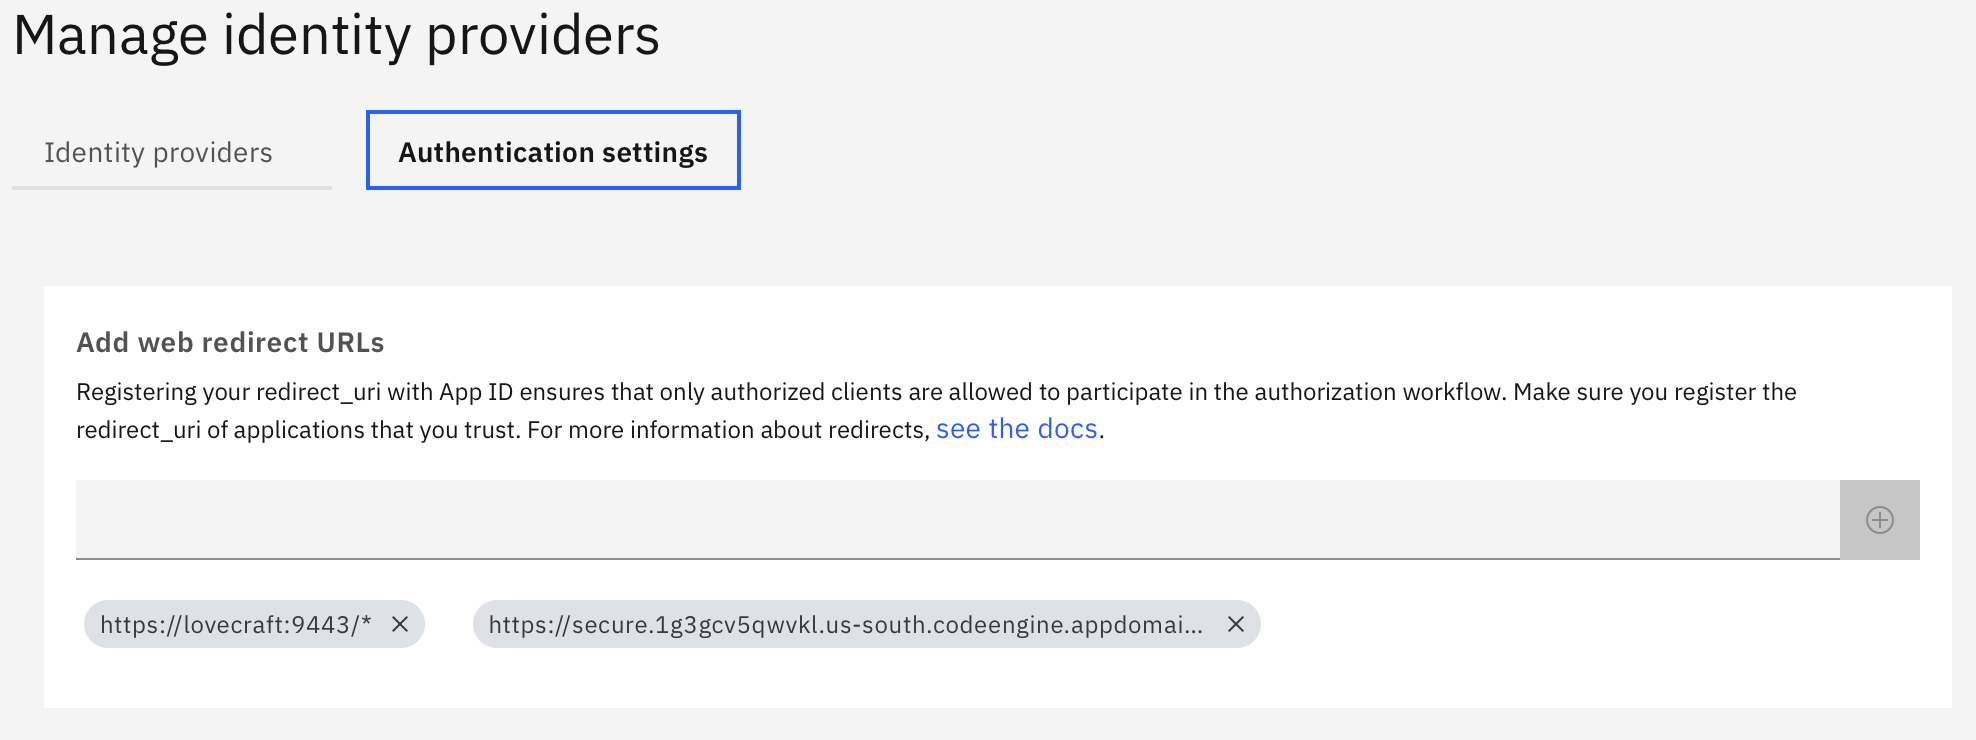 Manage identity providers
Identity providers
Authentication settings
Add web redirect URLs
Registering your redirect_uri with App ID ensures that only authorized clients are allowed to participate in the authorization workflow. Make sure you register the
redirect_uri of applications that you trust. For more information about redirects, see the docs.
https://lovecraft:9443/*
https://secure.1g3gcv5qwvkl.us-south.codeengine.appdomai...